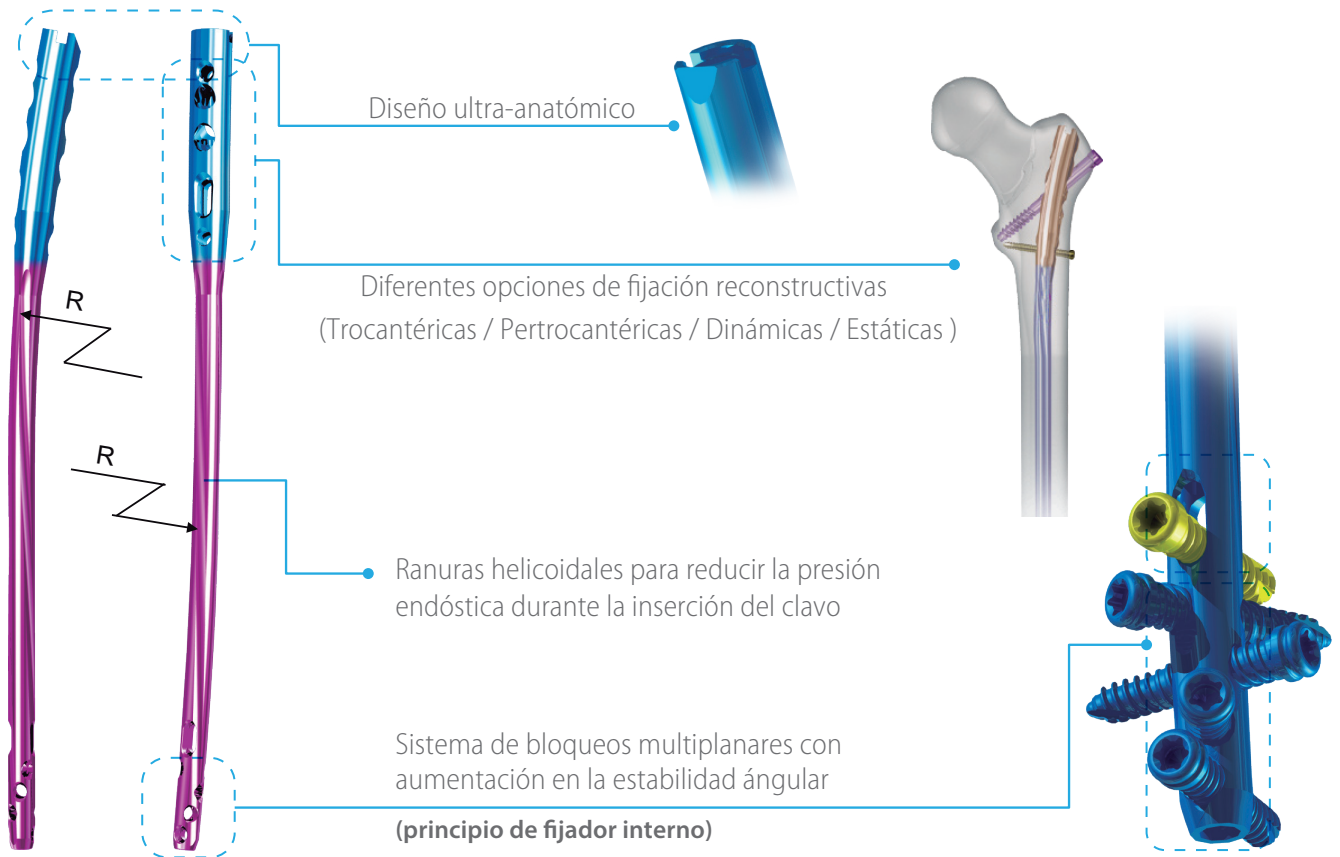 Diseño ultra-anatómico
Diferentes opciones de fijación reconstructivas
(Trocantéricas / Pertrocantéricas / Dinámicas / Estáticas )
R
R
Ranuras helicoidales para reducir la presión
endóstica durante la inserción del clavo
Sistema de bloqueos multiplanares con
aumentación en la estabilidad ángular
(principio de fijador interno)